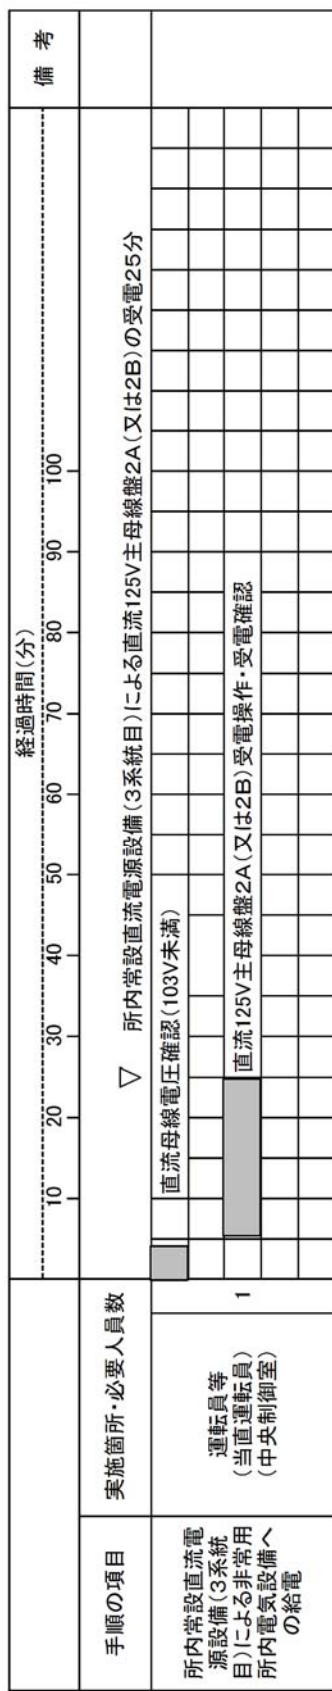 手順の項目
実施箇所・必要人員数
経過時間(分)
10 20 30 40 50 60 70 80 90 100
備 考
▽ 所内常設直流電源設備(3系統目)による直流125V主母線盤2A(又は2B)の受電25分
所内常設直流電
源設備(3系統
目)による非常用
所内電気設備へ
の給電
運転員等
(当直運転員)
(中央制御室)
1
直流母線電圧確認(103V未満)
直流125V主母線盤2A(又は2B)受電操作・受電確認